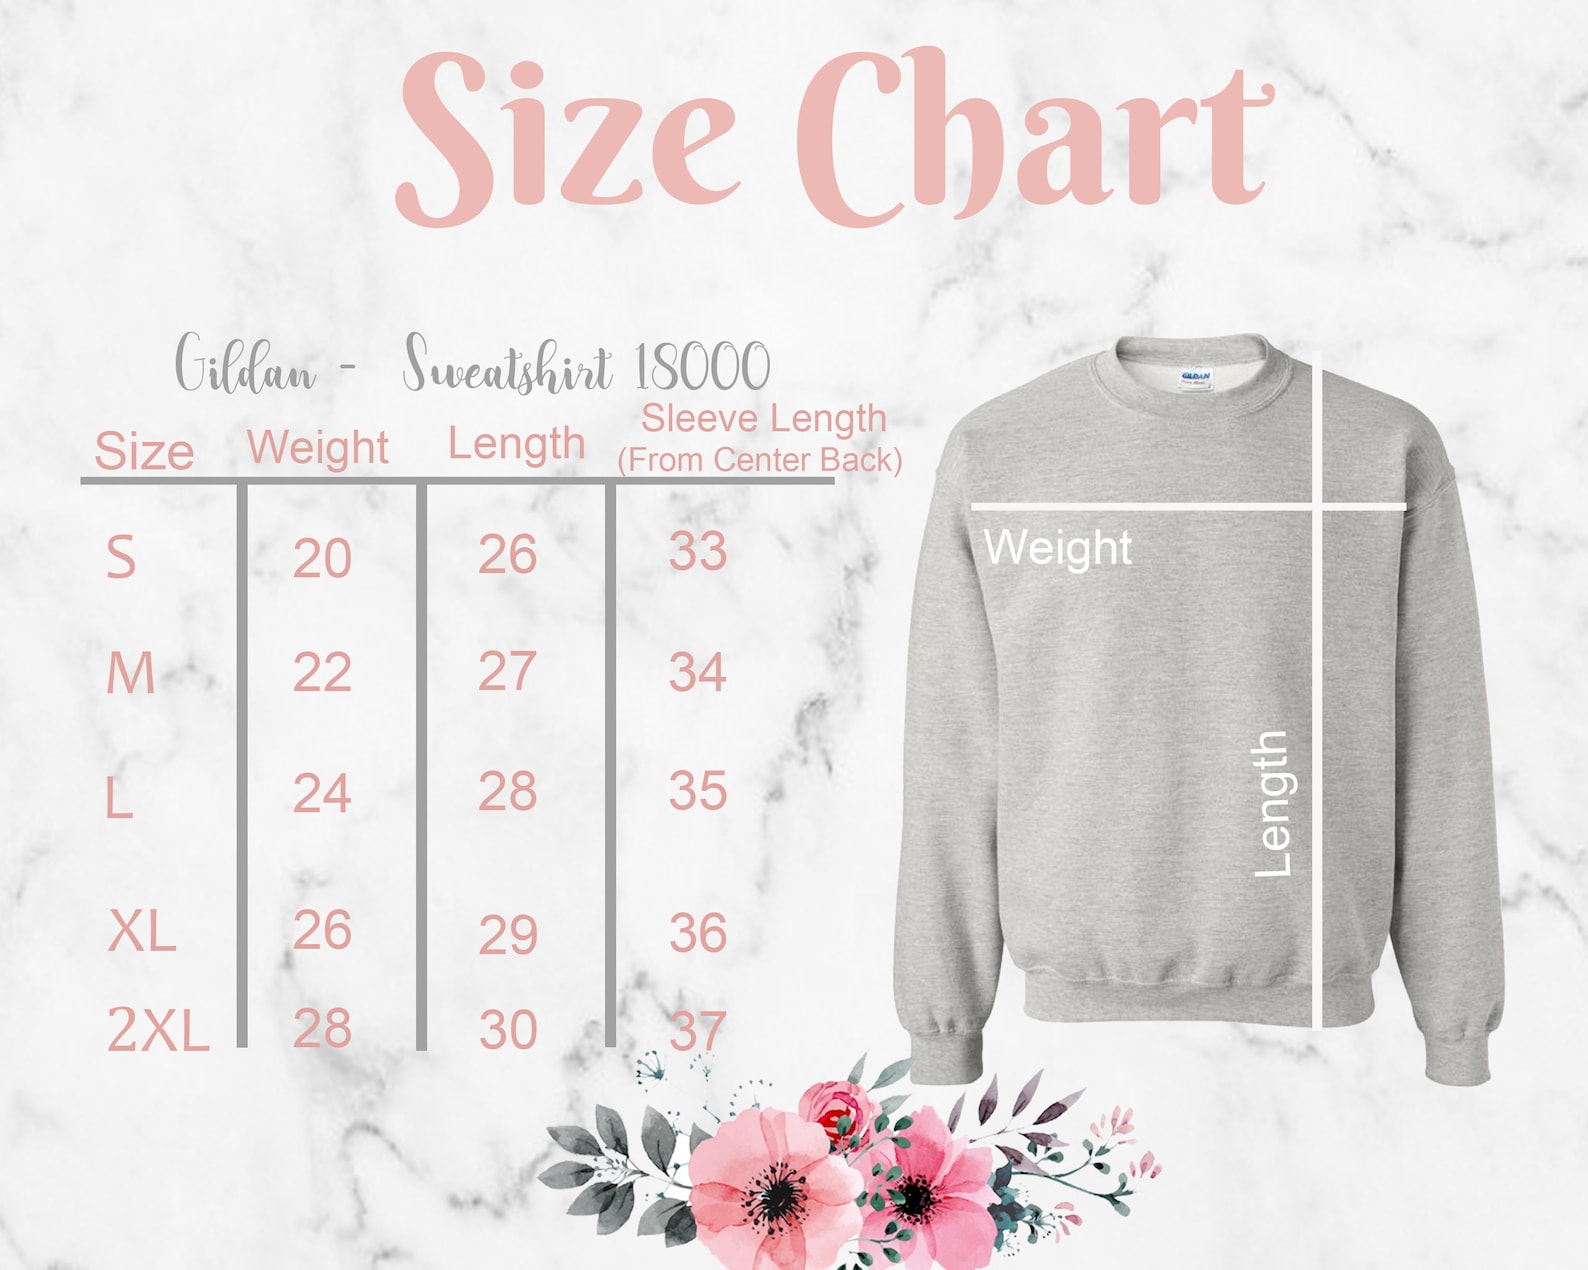 Size Chart
Gildan - Sweatshirt 18000
Size Weight Length Sleeve Length
(From Center Back)
S 20 26 33
M 22 27 34
L 24 28 35
XL 26 29 36
2XL 28 30 37
GILDAN
Weight
Length